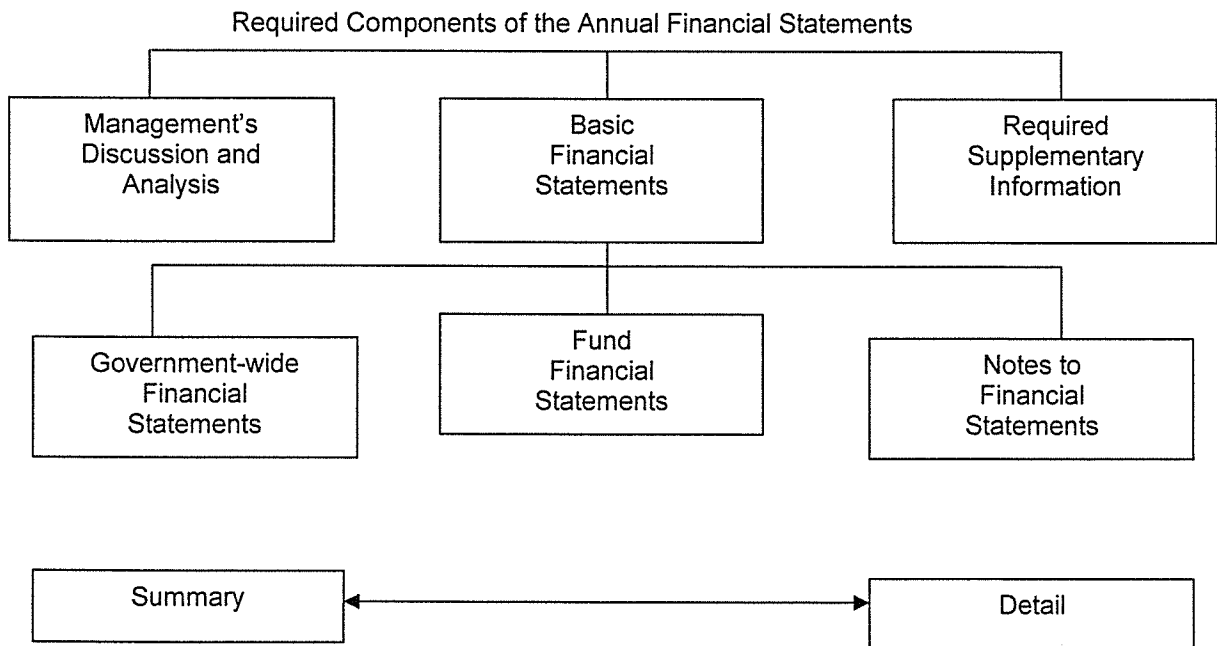 Required Components of the Annual Financial Statements
Management's
Discussion and
Analysis
Basic
Financial
Statements
Required
Supplementary
Information
Government-wide
Financial
Statements
Fund
Financial
Statements
Notes to
Financial
Statements
Summary
Detail